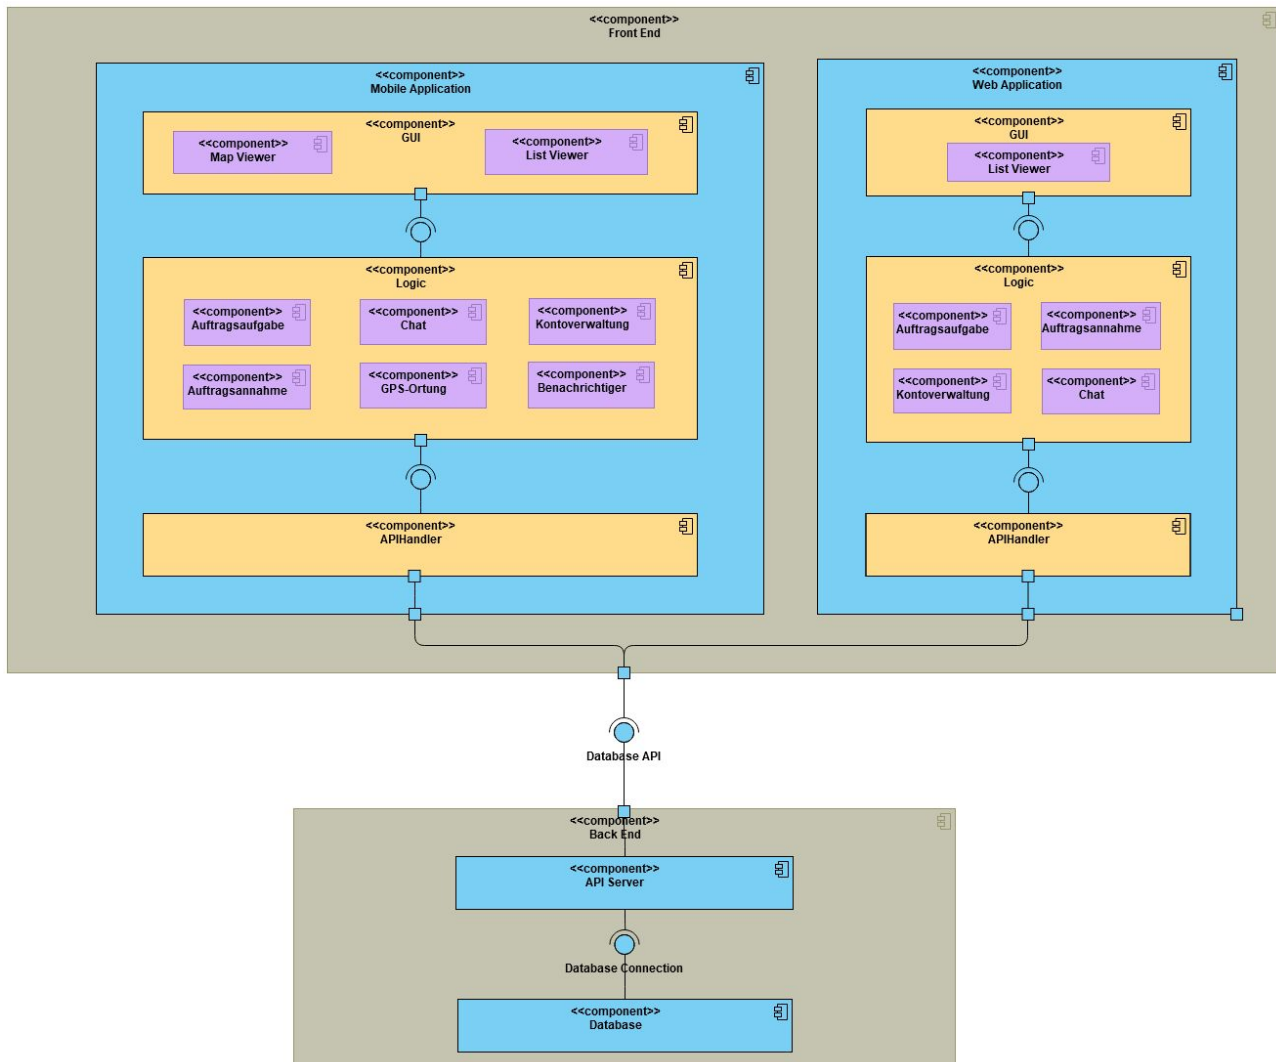 <<component>>
Front End
<<component>>
Mobile Application
<<component>>
GUI
<<component>>
Map Viewer
<<component>>
List Viewer
<<component>>
Logic
<<component>>
Auftragsaufgabe
<<component>>
Chat
<<component>>
Kontoverwaltung
<<component>>
Auftragsannahme
<<component>>
GPS-Ortung
<<component>>
Benachrichtiger
<<component>>
APIHandler
<<component>>
Web Application
<<component>>
GUI
<<component>>
List Viewer
<<component>>
Logic
<<component>>
Auftragsaufgabe
<<component>>
Auftragsannahme
<<component>>
Kontoverwaltung
<<component>>
Chat
<<component>>
APIHandler
Database API
<<component>>
Back End
<<component>>
API Server
Database Connection
<<component>>
Database